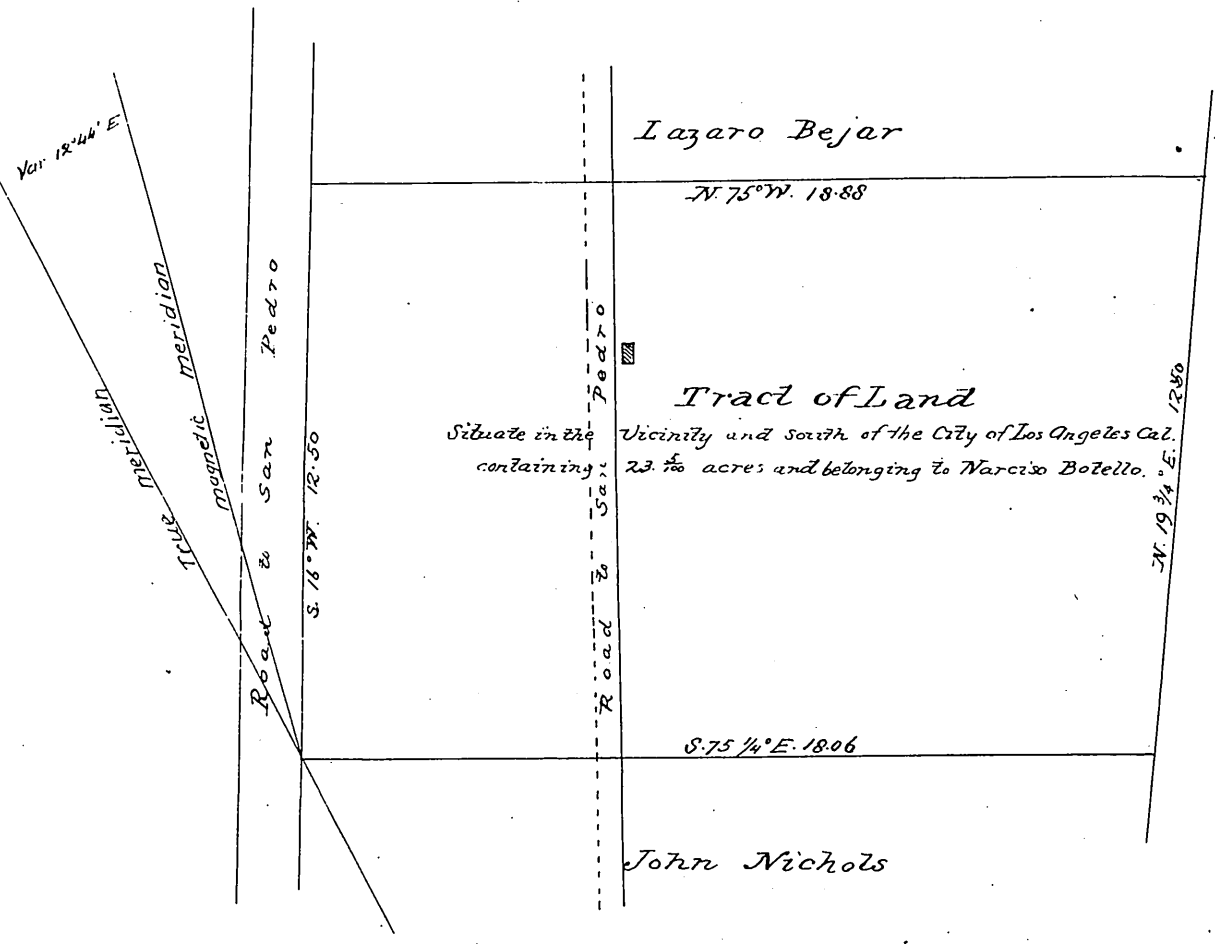 Var 12°44' E
True meridian
magnetic meridian
Road to San Pedro
S. 16° W. 12.50
Lazaro Bejar
N. 75° W. 18.88
Road to San Pedro
Tract of Land
Situate in the Vicinity and south of the City of Los Angeles Cal.
containing 23. 5/100 acres and belonging to Narciso Botello.
N. 19 3/4° E. 12.50
S. 75 1/4° E. 18.06
John Nichols